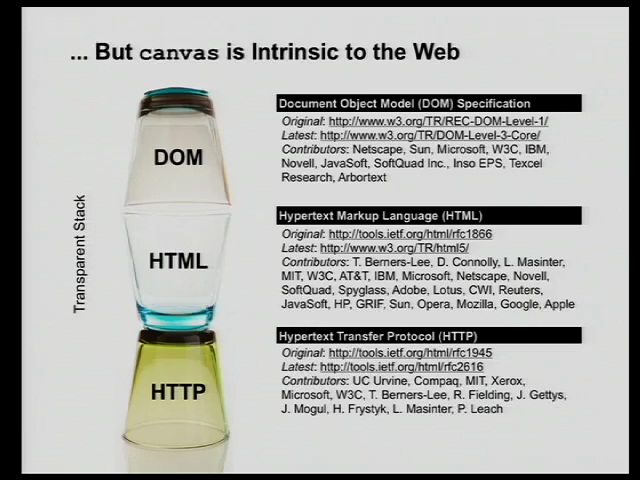 ... But canvas is Intrinsic to the Web
Transparent Stack
DOM
HTML
HTTP
Document Object Model (DOM) Specification
Original: http://www.w3.org/TR/REC-DOM-Level-1/
Latest: http://www.w3.org/TR/DOM-Level-3-Core/
Contributors: Netscape, Sun, Microsoft, W3C, IBM,
Novell, JavaSoft, SoftQuad Inc., Inso EPS, Texcel
Research, Arbortext
Hypertext Markup Language (HTML)
Original: http://tools.ietf.org/html/rfc1866
Latest: http://www.w3.org/TR/html5/
Contributors: T. Berners-Lee, D. Connolly, L. Masinter,
MIT, W3C, AT&T, IBM, Microsoft, Netscape, Novell,
SoftQuad, Spyglass, Adobe, Lotus, CWI, Reuters,
JavaSoft, HP, GRIF, Sun, Opera, Mozilla, Google, Apple
Hypertext Transfer Protocol (HTTP)
Original: http://tools.ietf.org/html/rfc1945
Latest: http://tools.ietf.org/html/rfc2616
Contributors: UC Urvine, Compaq, MIT, Xerox,
Microsoft, W3C, T. Berners-Lee, R. Fielding, J. Gettys,
J. Mogul, H. Frystyk, L. Masinter, P. Leach